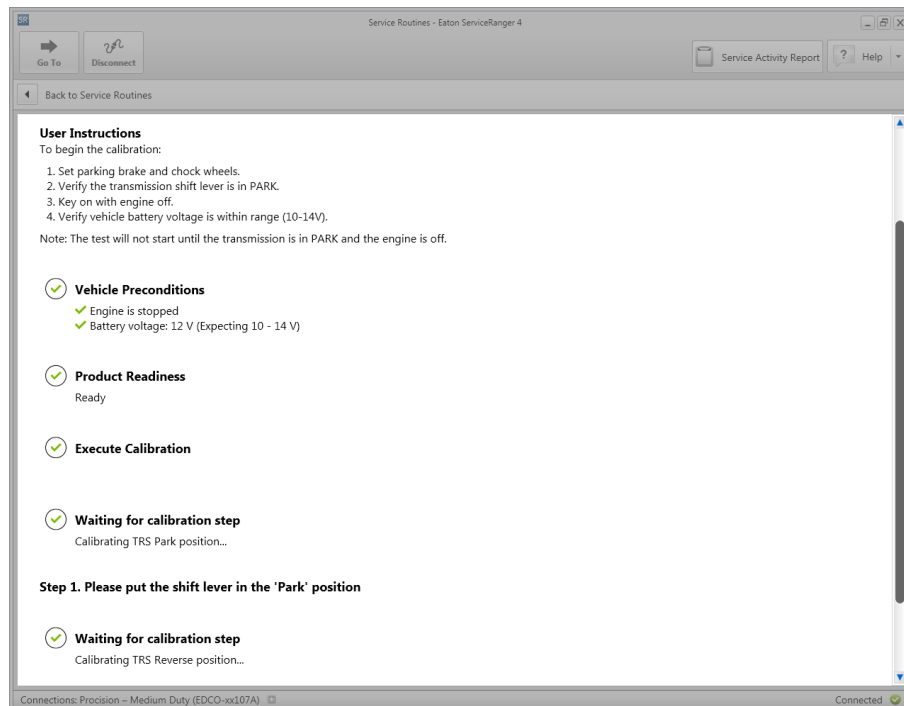 SR
Service Routines - Eaton ServiceRanger 4
Go To
Disconnect
Service Activity Report
? Help
Back to Service Routines
User Instructions
To begin the calibration:
1. Set parking brake and chock wheels.
2. Verify the transmission shift lever is in PARK.
3. Key on with engine off.
4. Verify vehicle battery voltage is within range (10-14V).
Note: The test will not start until the transmission is in PARK and the engine is off.
Vehicle Preconditions
Engine is stopped
Battery voltage: 12 V (Expecting 10 - 14 V)
Product Readiness
Ready
Execute Calibration
Waiting for calibration step
Calibrating TRS Park position...
Step 1. Please put the shift lever in the 'Park' position
Waiting for calibration step
Calibrating TRS Reverse position...
Connections: Precision – Medium Duty (EDCO-xx107A)
Connected